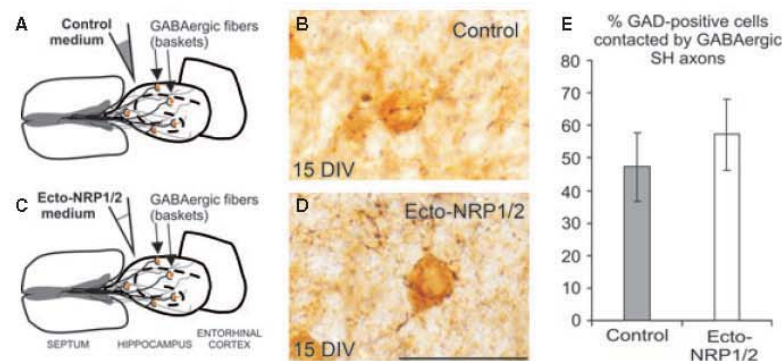 A
Control
medium
GABAergic fibers
(baskets)
B
Control
15 DIV
C
Ecto-NRP1/2
medium
GABAergic fibers
(baskets)
SEPTUM
HIPPOCAMPUS
ENTORHINAL
CORTEX
D
Ecto-NRP1/2
15 DIV
E
% GAD-positive cells
contacted by GABAergic
SH axons
80
70
60
50
40
30
20
10
0
Control
Ecto-
NRP1/2